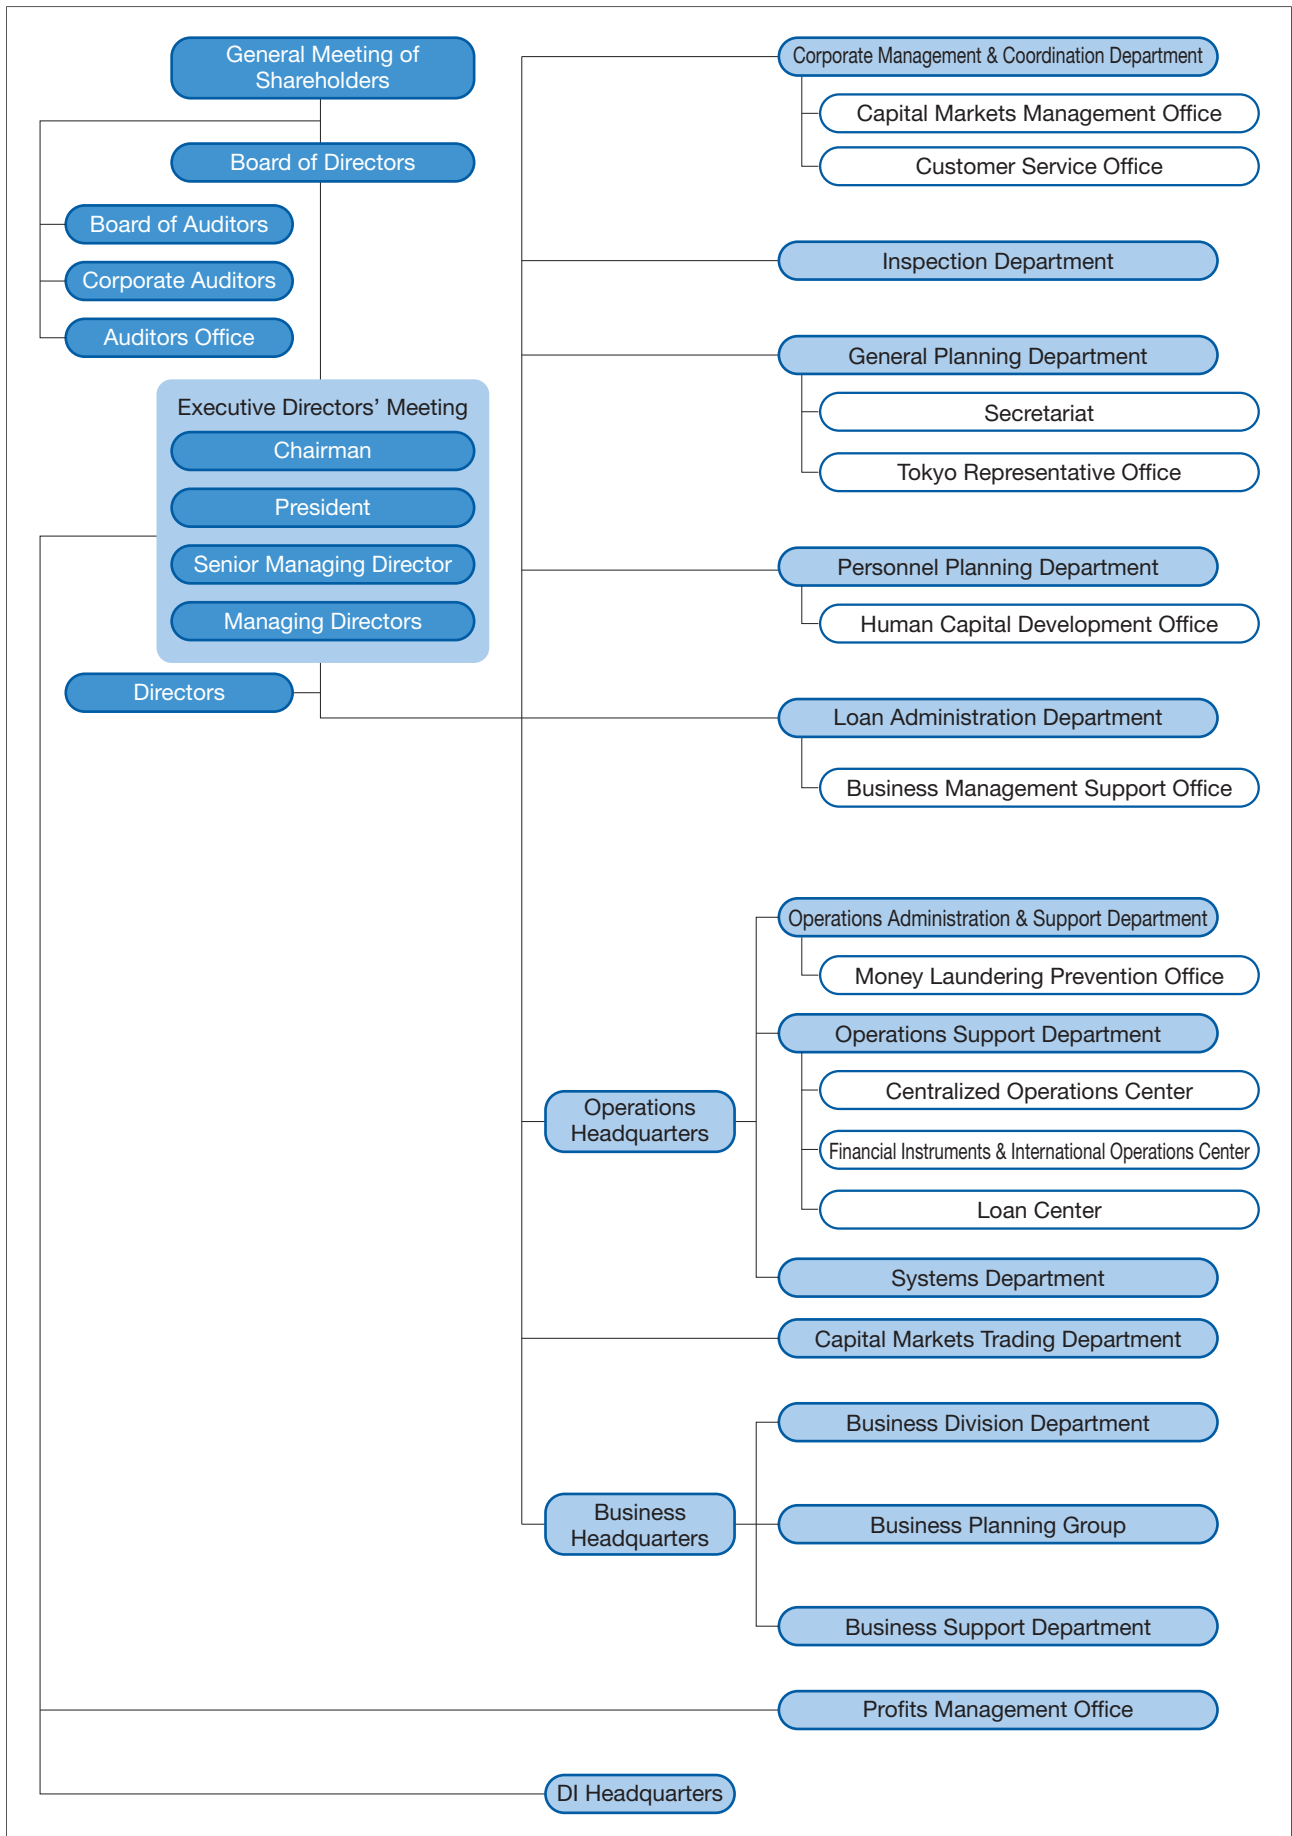 General Meeting of
Shareholders
Board of Directors
Board of Auditors
Corporate Auditors
Auditors Office
Executive Directors’ Meeting
Chairman
President
Senior Managing Director
Managing Directors
Directors
Corporate Management & Coordination Department
Capital Markets Management Office
Customer Service Office
Inspection Department
General Planning Department
Secretariat
Tokyo Representative Office
Personnel Planning Department
Human Capital Development Office
Loan Administration Department
Business Management Support Office
Operations
Headquarters
Operations Administration & Support Department
Money Laundering Prevention Office
Operations Support Department
Centralized Operations Center
Financial Instruments & International Operations Center
Loan Center
Systems Department
Capital Markets Trading Department
Business
Headquarters
Business Division Department
Business Planning Group
Business Support Department
Profits Management Office
DI Headquarters